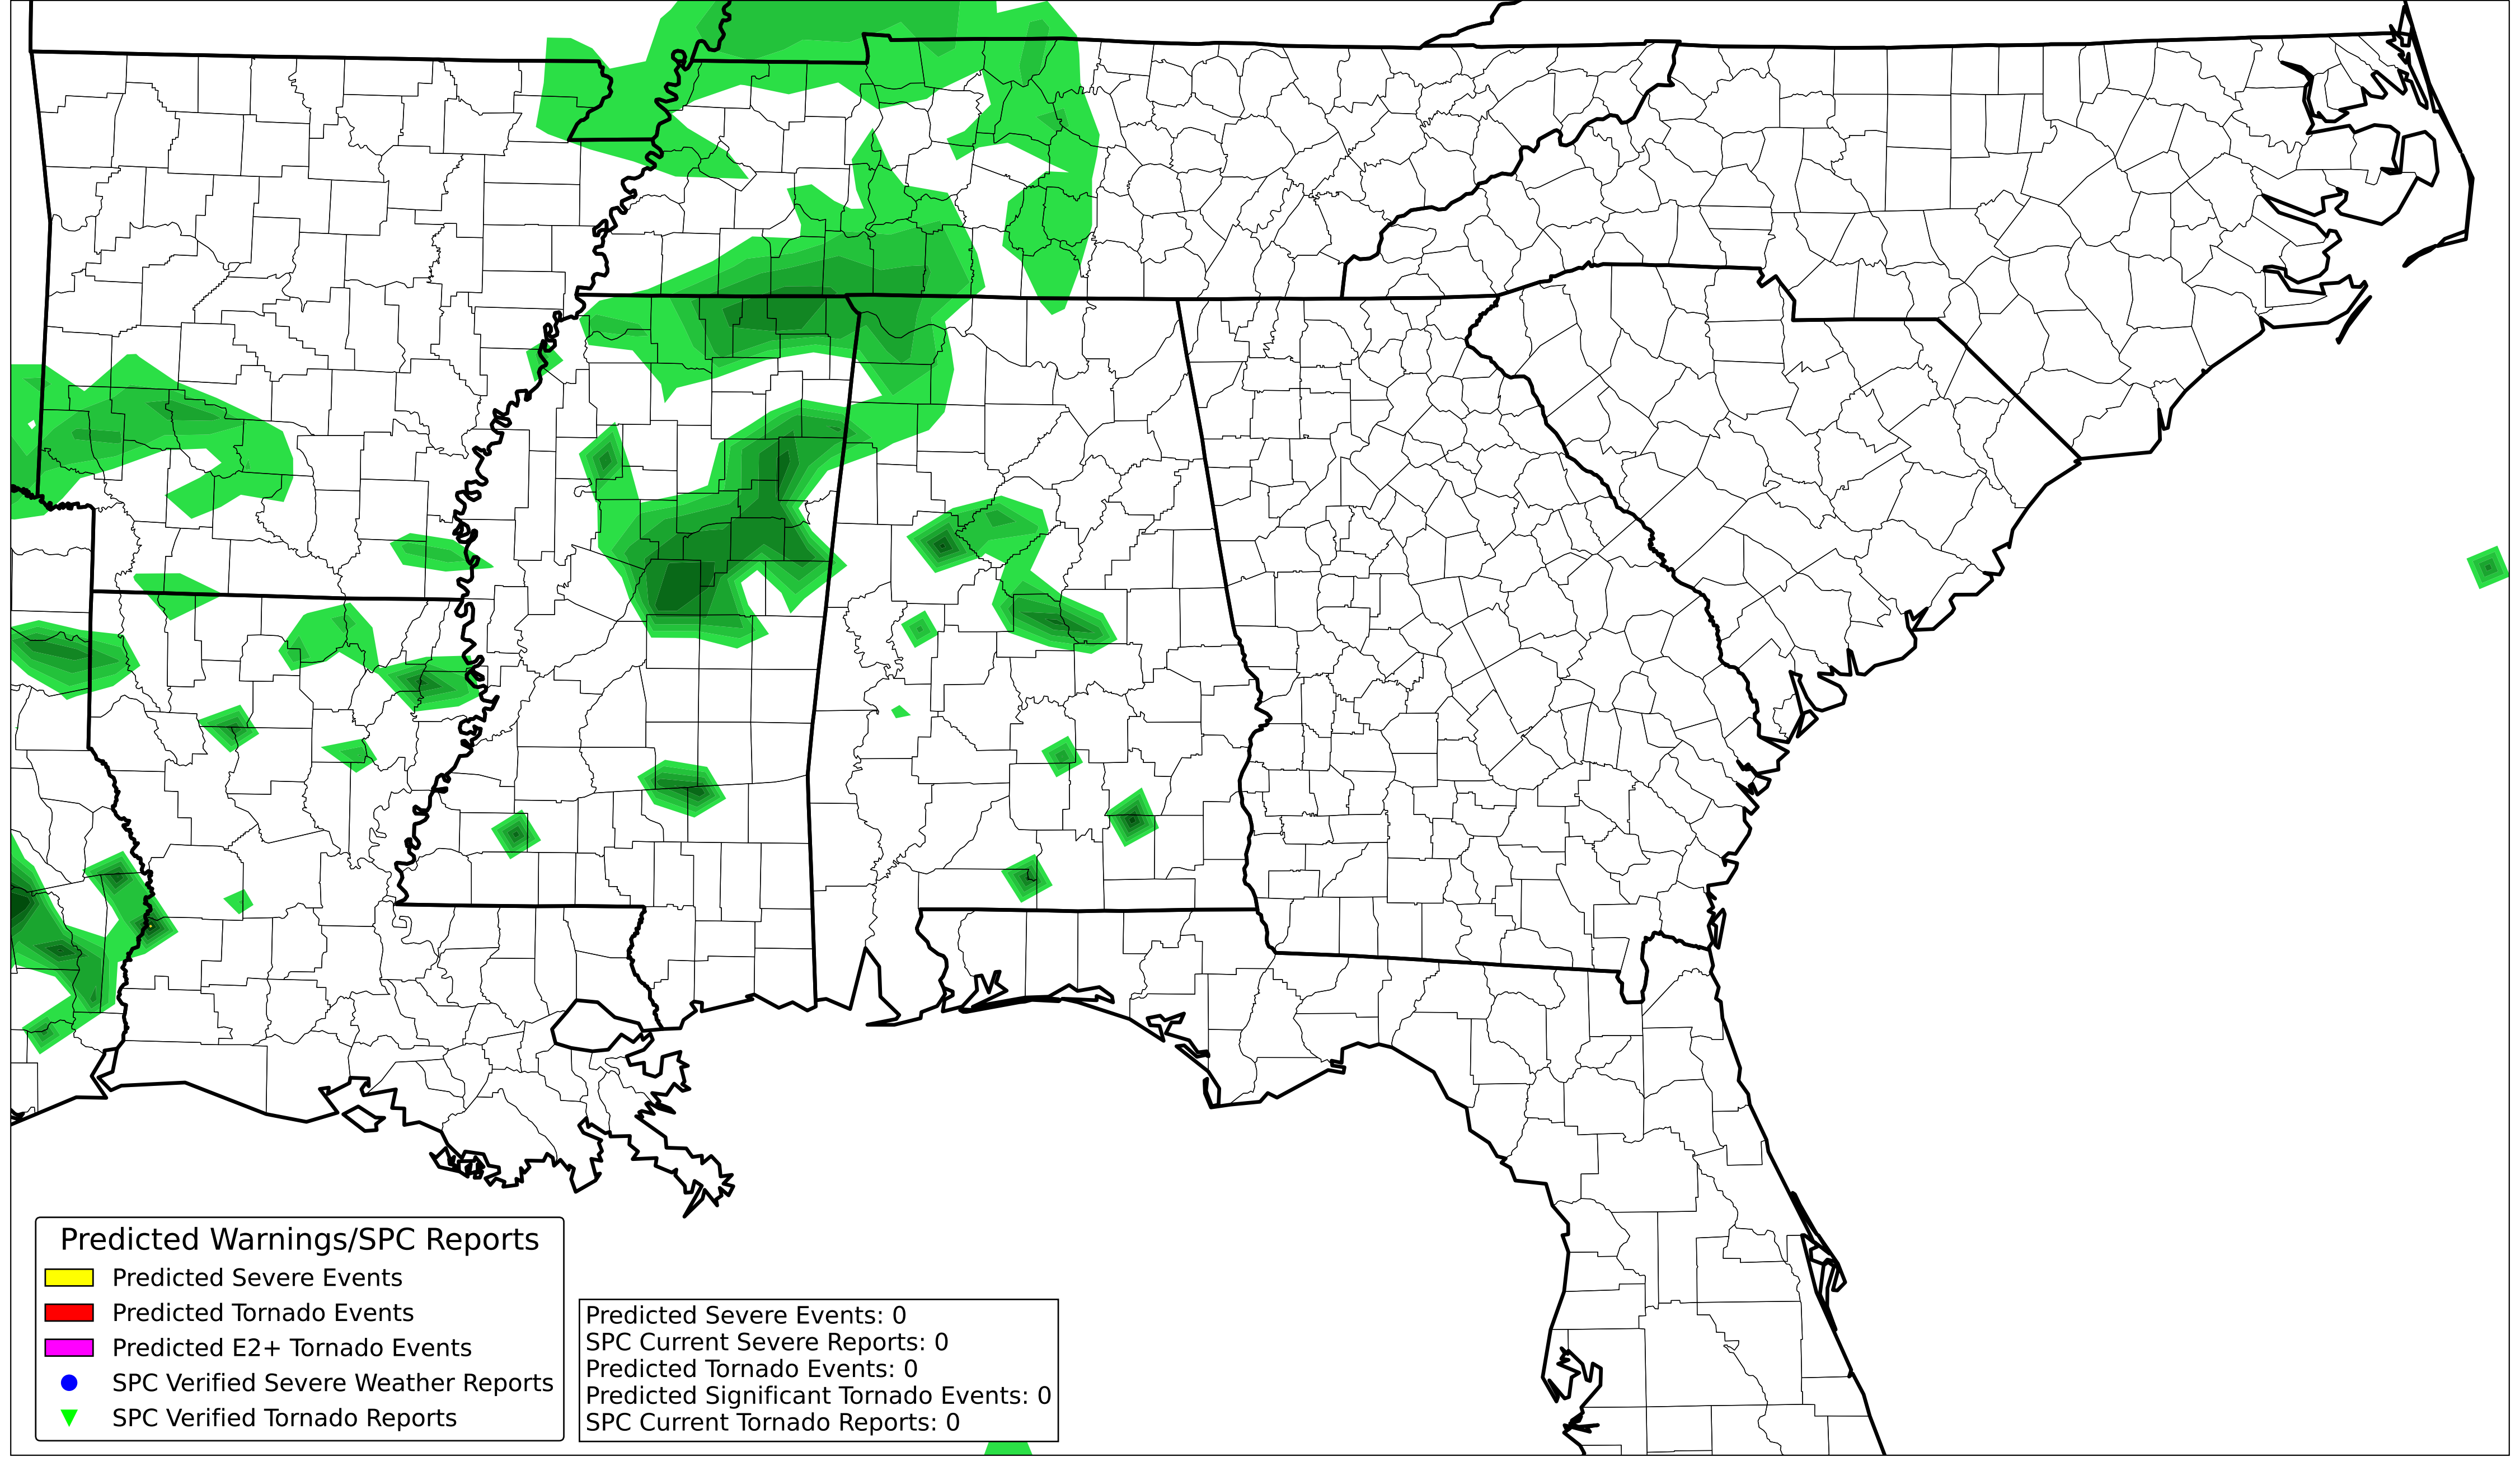 Predicted Warnings/SPC Reports
Predicted Severe Events
Predicted Tornado Events
Predicted E2+ Tornado Events
SPC Verified Severe Weather Reports
SPC Verified Tornado Reports
Predicted Severe Events: 0
SPC Current Severe Reports: 0
Predicted Tornado Events: 0
Predicted Significant Tornado Events: 0
SPC Current Tornado Reports: 0